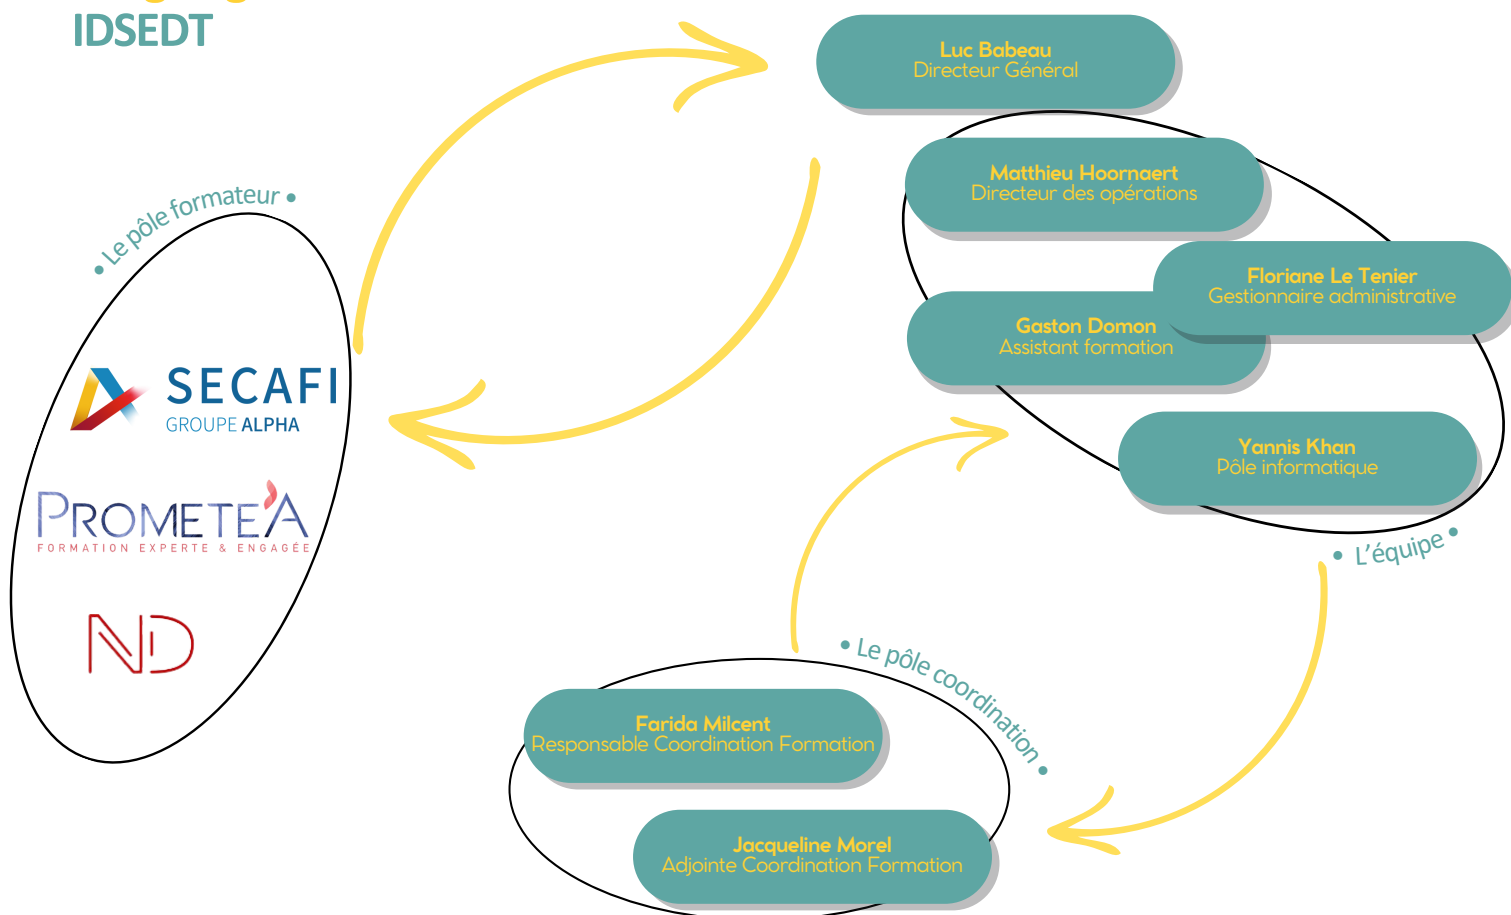 IDSEDT
Luc Babeau
Directeur Général
Matthieu Hoornaert
Directeur des opérations
• Le pôle formateur •
Floriane Le Tenier
Gestionnaire administrative
Gaston Domon
Assistant formation
SECAFI
GROUPE ALPHA
Yannis Khan
Pôle informatique
PROMETE'A
FORMATION EXPERTE & ENGAGÉE
• L'équipe •
ND
• Le pôle coordination •
Farida Milcent
Responsable Coordination Formation
Jacqueline Morel
Adjointe Coordination Formation